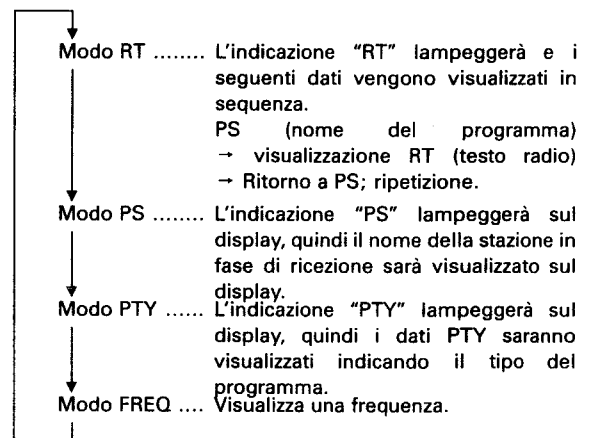 Modo RT ........ L'indicazione "RT" lampeggerà e i
seguenti dati vengono visualizzati in
sequenza.
PS (nome del programma)
→ visualizzazione RT (testo radio)
→ Ritorno a PS; ripetizione.
Modo PS ........ L'indicazione "PS" lampeggerà sul
display, quindi il nome della stazione in
fase di ricezione sarà visualizzato sul
display.
Modo PTY ...... L'indicazione "PTY" lampeggerà sul
display, quindi i dati PTY saranno
visualizzati indicando il tipo del
programma.
Modo FREQ .... Visualizza una frequenza.